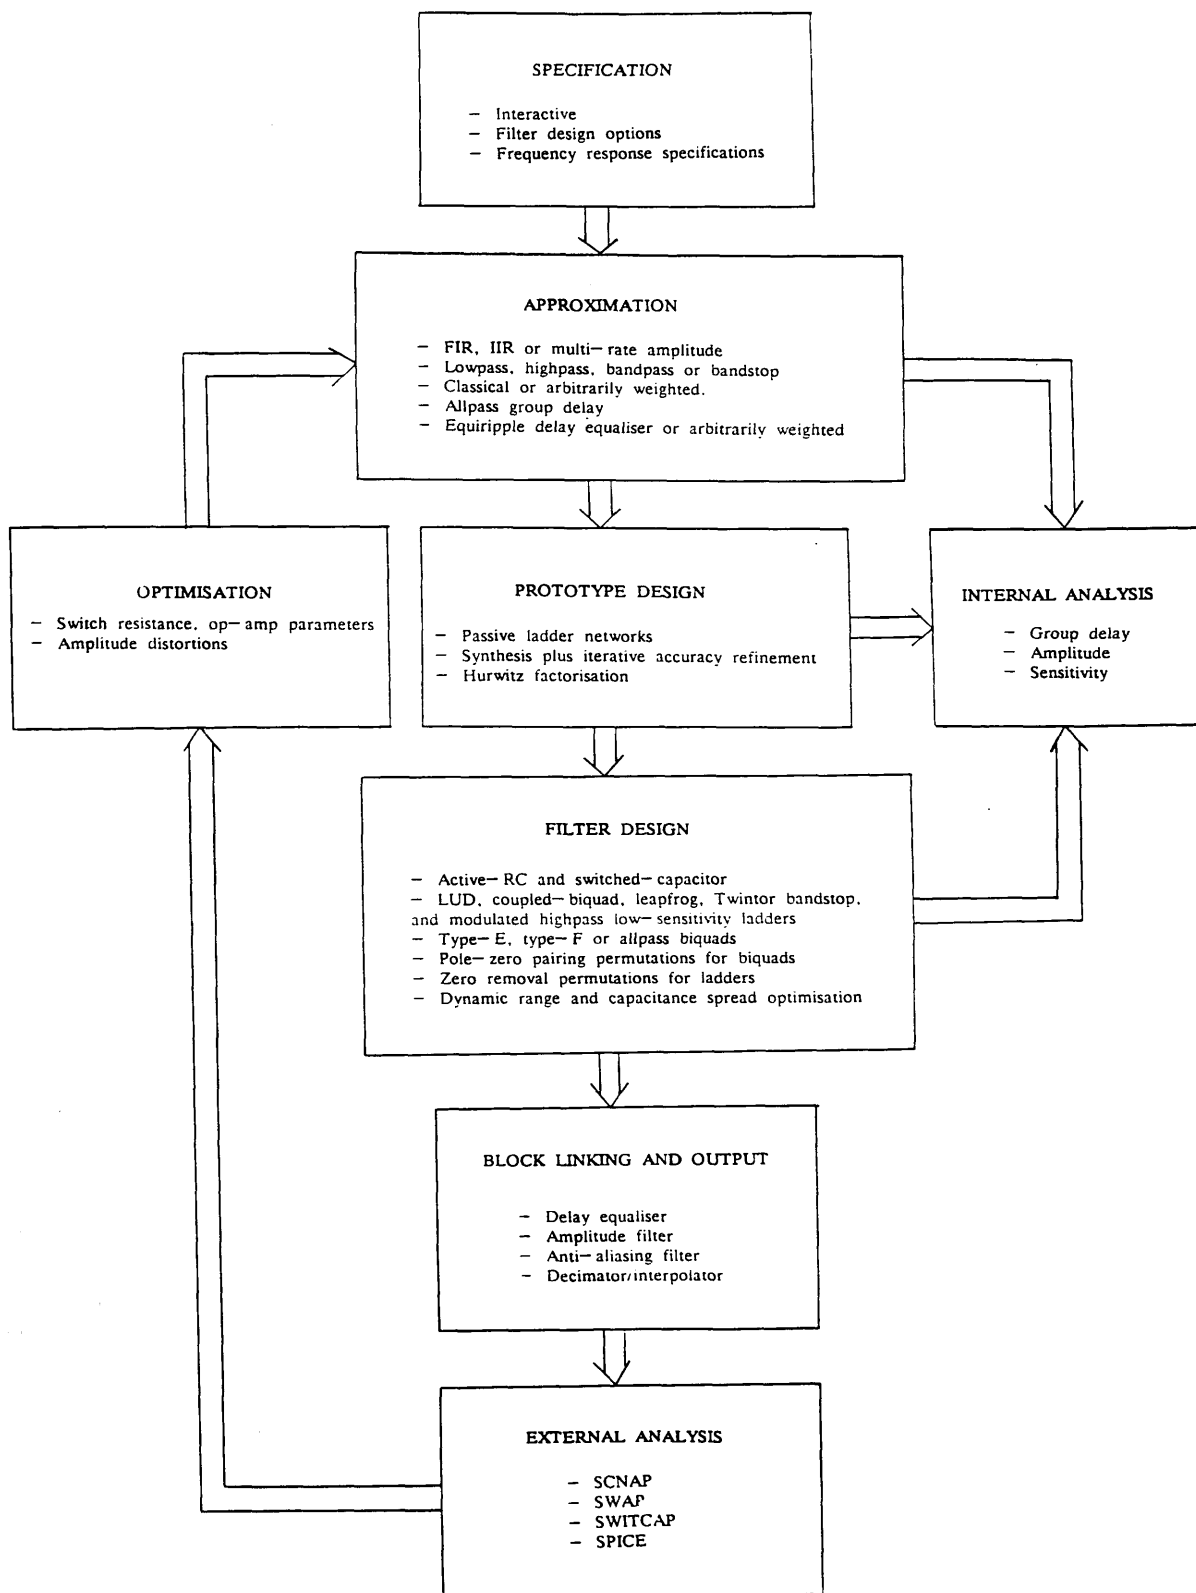 SPECIFICATION
— Interactive
— Filter design options
— Frequency response specifications
APPROXIMATION
— FIR, IIR or multi—rate amplitude
— Lowpass, highpass, bandpass or bandstop
— Classical or arbitrarily weighted.
— Allpass group delay
— Equiripple delay equaliser or arbitrarily weighted
OPTIMISATION
— Switch resistance, op—amp parameters
— Amplitude distortions
PROTOTYPE DESIGN
— Passive ladder networks
— Synthesis plus iterative accuracy refinement
— Hurwitz factorisation
INTERNAL ANALYSIS
— Group delay
— Amplitude
— Sensitivity
FILTER DESIGN
— Active—RC and switched—capacitor
— LUD, coupled—biquad, leapfrog, Twintor bandstop,
and modulated highpass low—sensitivity ladders
— Type—E, type—F or allpass biquads
— Pole—zero pairing permutations for biquads
— Zero removal permutations for ladders
— Dynamic range and capacitance spread optimisation
BLOCK LINKING AND OUTPUT
— Delay equaliser
— Amplitude filter
— Anti—aliasing filter
— Decimator/interpolator
EXTERNAL ANALYSIS
— SCNAP
— SWAP
— SWITCAP
— SPICE